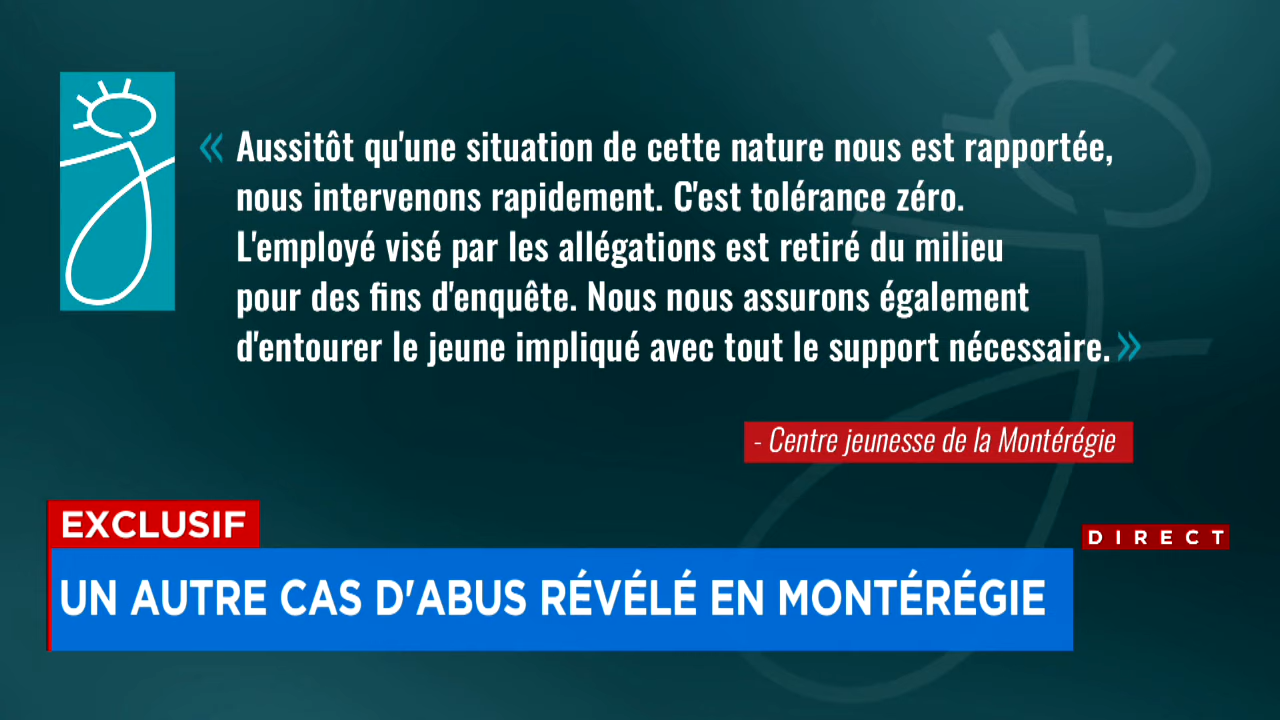 « Aussitôt qu'une situation de cette nature nous est rapportée,
nous intervenons rapidement. C'est tolérance zéro.
L'employé visé par les allégations est retiré du milieu
pour des fins d'enquête. Nous nous assurons également
d'entourer le jeune impliqué avec tout le support nécessaire. »
- Centre jeunesse de la Montérégie
EXCLUSIF
DIRECT
UN AUTRE CAS D'ABUS RÉVÉLÉ EN MONTÉRÉGIE